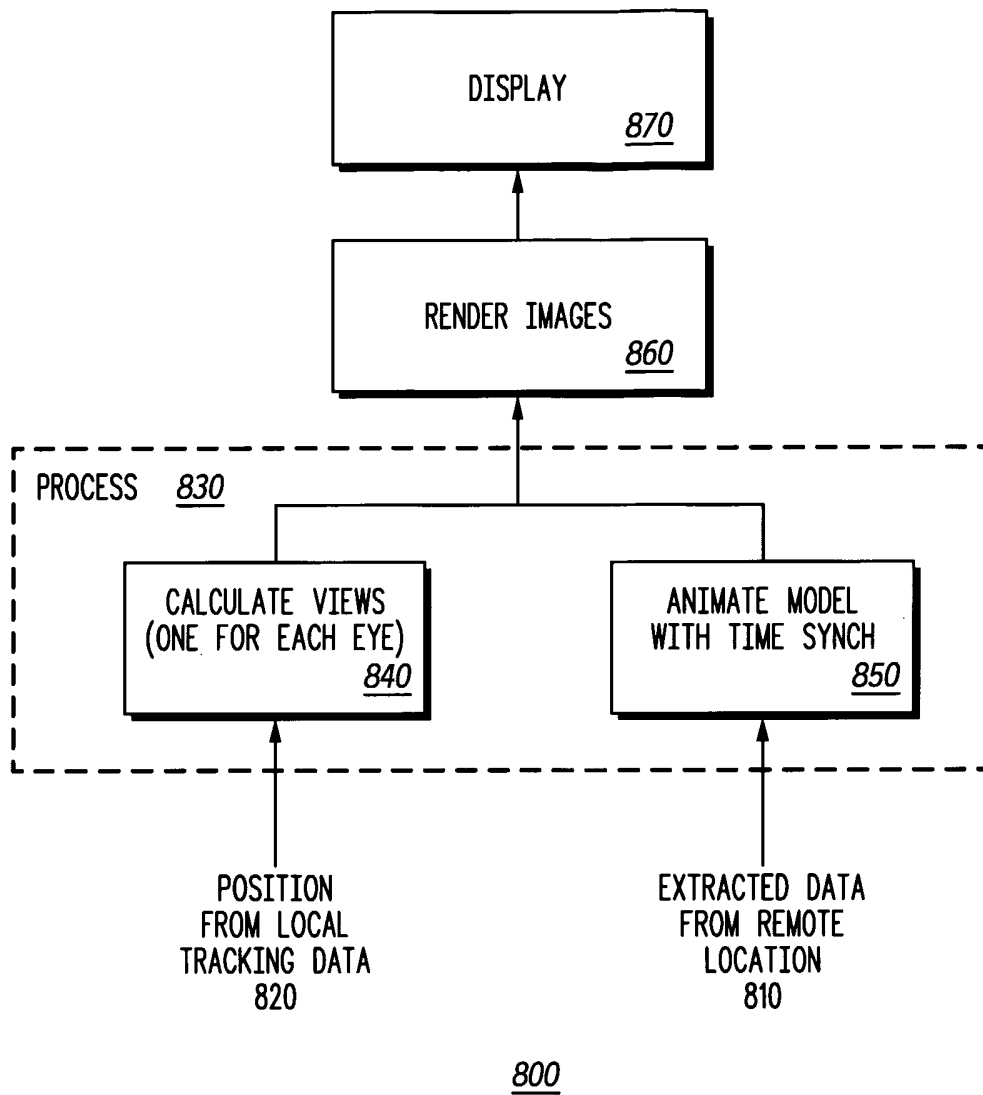 DISPLAY
870
RENDER IMAGES
860
PROCESS 830
CALCULATE VIEWS
(ONE FOR EACH EYE)
840
ANIMATE MODEL
WITH TIME SYNCH
850
POSITION
FROM LOCAL
TRACKING DATA
820
EXTRACTED DATA
FROM REMOTE
LOCATION
810
800